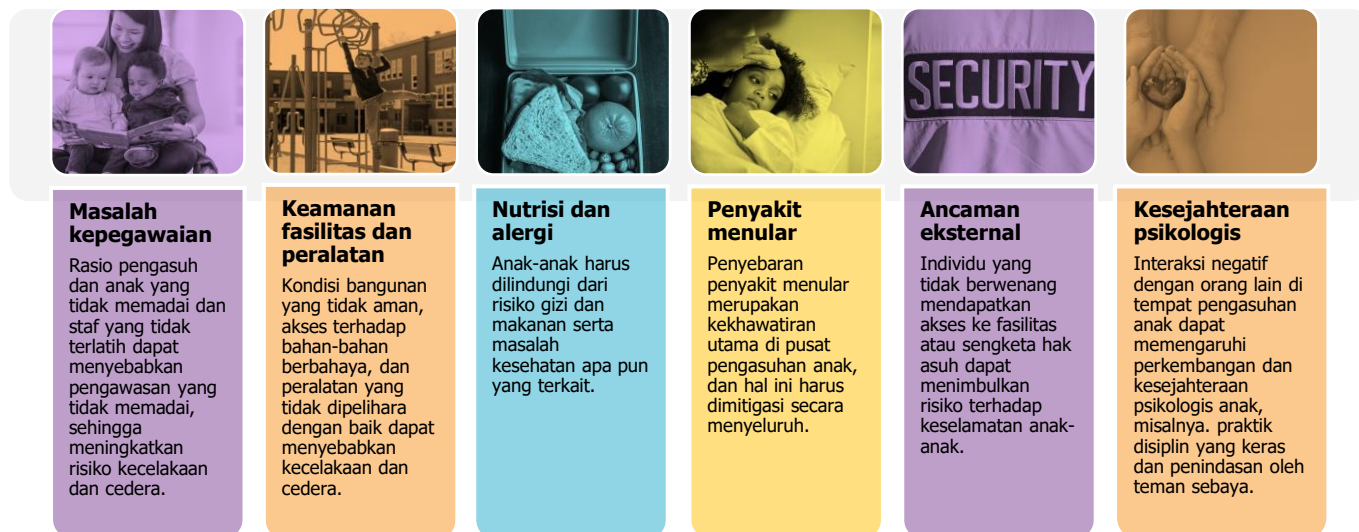 SECURITY
Masalah
kepegawaian
Rasio pengasuh
dan anak yang
tidak memadai dan
staf yang tidak
terlatih dapat
menyebabkan
pengawasan yang
tidak memadai,
sehingga
meningkatkan
risiko kecelakaan
dan cedera.
Keamanan
fasilitas dan
peralatan
Kondisi bangunan
yang tidak aman,
akses terhadap
bahan-bahan
berbahaya, dan
peralatan yang
tidak dipelihara
dengan baik dapat
menyebabkan
kecelakaan dan
cedera.
Nutrisi dan
alergi
Anak-anak harus
dilindungi dari
risiko gizi dan
makanan serta
masalah
kesehatan apa pun
yang terkait.
Penyakit
menular
Penyebaran
penyakit menular
merupakan
kekhawatiran
utama di pusat
pengasuhan anak,
dan hal ini harus
dimitigasi secara
menyeluruh.
Ancaman
eksternal
Individu yang
tidak berwenang
mendapatkan
akses ke fasilitas
atau sengketa hak
asuh dapat
menimbulkan
risiko terhadap
keselamatan anak-
anak.
Kesejahteraan
psikologis
Interaksi negatif
dengan orang lain di
tempat pengasuhan
anak dapat
memengaruhi
perkembangan dan
kesejahteraan
psikologis anak,
misalnya. praktik
disiplin yang keras
dan penindasan oleh
teman sebaya.